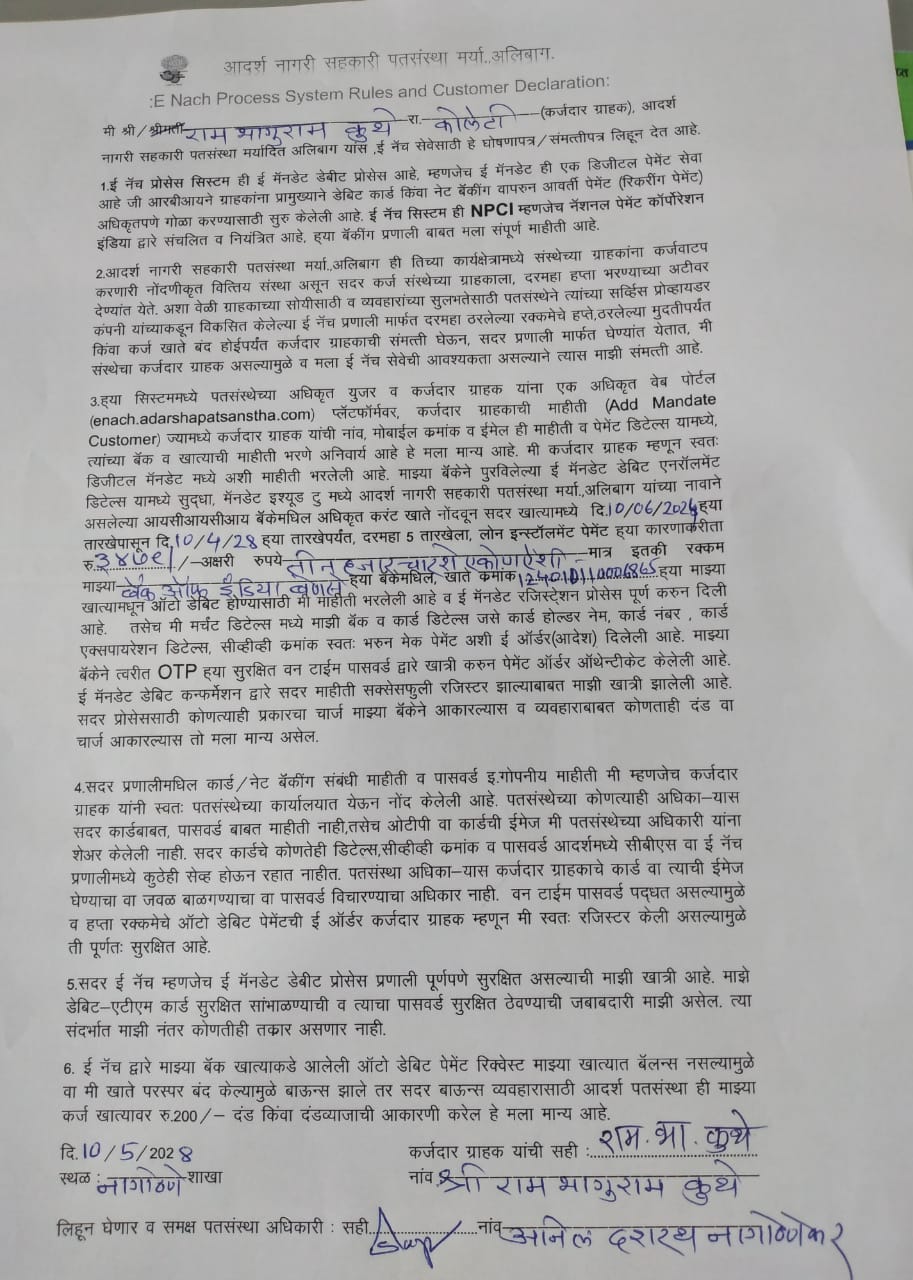 आदर्श नागरी सहकारी पतसंस्था मर्या.,अलिबाग.
:E Nach Process System Rules and Customer Declaration:
मी श्री/श्रीमती राम भागुराम कुथे रा. कोलेटी (कर्जदार ग्राहक), आदर्श
नागरी सहकारी पतसंस्था मर्यादित अलिबाग यांस ,ई नॅच सेवेसाठी हे घोषणापत्र/संमत्तीपत्र लिहून देत आहे.
1.ई नॅच प्रोसेस सिस्टिम ही ई मॅनडेट डेबीट प्रोसेस आहे. म्हणजेच ई मॅनडेट ही एक डिजीटल पेमेंट सेवा
आहे जी आरबीआयने ग्राहकांना प्रामुख्याने डेबिट कार्ड किंवा नेट बॅकींग वापरुन आवर्ती पेमेंट (रिकरींग पेमेंट)
अधिकृतपणे गोळा करण्यासाठी सुरु केलेली आहे. ई नॅच सिस्टम ही NPCI म्हणजेच नॅशनल पेमेंट कॉर्पोरेशन
इंडिया द्वारे संचलित व नियंत्रित आहे, हया बॅकींग प्रणाली बाबत मला संपूर्ण माहीती आहे.
2.आदर्श नागरी सहकारी पतसंस्था मर्या.,अलिबाग ही तिच्या कार्यक्षेत्रामध्ये संस्थेच्या ग्राहकांना कर्जवाटप
करणारी नोंदणीकृत वित्तिय संस्था असून सदर कर्ज संस्थेच्या ग्राहकाला, दरमहा हप्ता भरण्याच्या अटीवर
देण्यांत येते. अशा वेळी ग्राहकाच्या सोयीसाठी व व्यवहारांच्या सुलभतेसाठी पतसंस्थेने त्यांच्या सर्व्हिस प्रोव्हायडर
कंपनी यांच्याकडून विकसित केलेल्या ई नॅच प्रणाली मार्फत दरमहा ठरलेल्या रक्कमेचे हप्ते,ठरलेल्या मुदतीपर्यंत
किंवा कर्ज खाते बंद होईपर्यंत कर्जदार ग्राहकाची संमत्ती घेऊन, सदर प्रणाली मार्फत घेण्यांत येतात, मी
संस्थेचा कर्जदार ग्राहक असल्यामुळे व मला ई नॅच सेवेची आवश्यकता असल्याने त्यास माझी संमत्ती आहे.
3.हया सिस्टममध्ये पतसंस्थेच्या अधिकृत युजर व कर्जदार ग्राहक यांना एक अधिकृत वेब पोर्टल
(enach.adarshapatsanstha.com) प्लॅटफॉर्मवर, कर्जदार ग्राहकाची माहीती (Add Mandate
Customer) ज्यामध्ये कर्जदार ग्राहक यांची नांव, मोबाईल कमांक व ईमेल ही माहीती व पेमेंट डिटेल्स यामध्ये,
त्यांच्या बॅक व खात्याची माहीती भरणे अनिवार्य आहे हे मला मान्य आहे. मी कर्जदार ग्राहक म्हणून स्वतः
डिजीटल मॅनडेट मध्ये अशी माहीती भरलेली आहे. माझ्या बॅकेने पुरविलेल्या ई मॅनडेट डेबिट एनरॉलमेंट
डिटेल्स यामध्ये सुद्धा, मॅनडेट इश्यूड टु मध्ये आदर्श नागरी सहकारी पतसंस्था मर्या.,अलिबाग यांच्या नावाने
असलेल्या आयसीआयसीआय बॅकेमधिल अधिकृत करंट खाते नोंदवून सदर खात्यामध्ये दि.10/06/2024 हया
तारखेपासून दि.10/4/28 हया तारखेपर्यंत, दरमहा 5 तारखेला, लोन इन्स्टॉलमेंट पेमेंट हया कारणाकरीता
रु.३४७९/-अक्षरी रुपये तीन हजार चारशे एकोणऐंशी मात्र इतकी रक्कम
माझ्या बँक ऑफ इंडिया वेणसे हया बॅकेमधिल, खाते कमांक 124010110006865 हया माझ्या
खात्यामधून ऑटो डेबिट होण्यासाठी मी माहीती भरलेली आहे व ई मॅनडेट रजिस्ट्रेशन प्रोसेस पूर्ण करुन दिली
आहे. तसेच मी मर्चंट डिटेल्स मध्ये माझी बॅक व कार्ड डिटेल्स जसे कार्ड होल्डर नेम, कार्ड नंबर , कार्ड
एक्सपायरेशन डिटेल्स, सीव्हीव्ही कमांक स्वतः भरुन मेक पेमेंट अशी ई ऑर्डर(आदेश) दिलेली आहे. माझ्या
बॅकेने त्वरीत OTP हया सुरक्षित वन टाईम पासवर्ड द्वारे खात्री करुन पेमेंट ऑर्डर ऑथेन्टीकेट केलेली आहे.
ई मॅनडेट डेबिट कन्फर्मेशन द्वारे सदर माहीती सक्सेसफुली रजिस्टर झाल्याबाबत माझी खात्री झालेली आहे.
सदर प्रोसेससाठी कोणत्याही प्रकारचा चार्ज माझ्या बॅकेने आकारल्यास व व्यवहाराबाबत कोणताही दंड वा
चार्ज आकारल्यास तो मला मान्य असेल.
4.सदर प्रणालीमधिल कार्ड/नेट बॅकींग संबंधी माहीती व पासवर्ड इ.गोपनीय माहीती मी म्हणजेच कर्जदार
ग्राहक यांनी स्वतः पतसंस्थेच्या कार्यालयात येऊन नोंद केलेली आहे. पतसंस्थेच्या कोणत्याही अधिका–यास
सदर कार्डबाबत, पासवर्ड बाबत माहीती नाही,तसेच ओटीपी वा कार्डची ईमेज मी पतसंस्थेच्या अधिकारी यांना
शेअर केलेली नाही. सदर कार्डचे कोणतेही डिटेल्स,सीव्हीव्ही कमांक व पासवर्ड आदर्शमध्ये सीबीएस वा ई नॅच
प्रणालीमध्ये कुठेही सेव्ह होऊन रहात नाहीत. पतसंस्था अधिका–यास कर्जदार ग्राहकाचे कार्ड वा त्याची ईमेज
घेण्याचा वा जवळ बाळगण्याचा वा पासवर्ड विचारण्याचा अधिकार नाही. वन टाईम पासवर्ड पद्धत असल्यामुळे
व हप्ता रक्कमेचे ऑटो डेबिट पेमेंटची ई ऑर्डर कर्जदार ग्राहक म्हणून मी स्वतः रजिस्टर केली असल्यामुळे
ती पूर्णतः सुरक्षित आहे.
5.सदर ई नॅच म्हणजेच ई मॅनडेट डेबीट प्रोसेस प्रणाली पूर्णपणे सुरक्षित असल्याची माझी खात्री आहे. माझे
डेबिट–एटीएम कार्ड सुरक्षित सांभाळण्याची व त्याचा पासवर्ड सुरक्षित ठेवण्याची जबाबदारी माझी असेल. त्या
संदर्भात माझी नंतर कोणतीही तकार असणार नाही.
6. ई नॅच द्वारे माझ्या बॅक खात्याकडे आलेली ऑटो डेबिट पेमेंट रिक्वेस्ट माझ्या खात्यात बॅलन्स नसल्यामुळे
वा मी खाते परस्पर बंद केल्यामुळे बाऊन्स झाले तर सदर बाऊन्स व्यवहारासाठी आदर्श पतसंस्था ही माझ्या
कर्ज खात्यावर रु.200/– दंड किंवा दंडव्याजाची आकारणी करेल हे मला मान्य आहे.
दि.10/5/2028 कर्जदार ग्राहक यांची सही : राम. भा. कुथे
स्थळ : नागोठणे शाखा नांव श्री राम भागुराम कुथे
लिहून घेणार व समक्ष पतसंस्था अधिकारी : सही नांव अनिल दशरथ नागोठणेकर